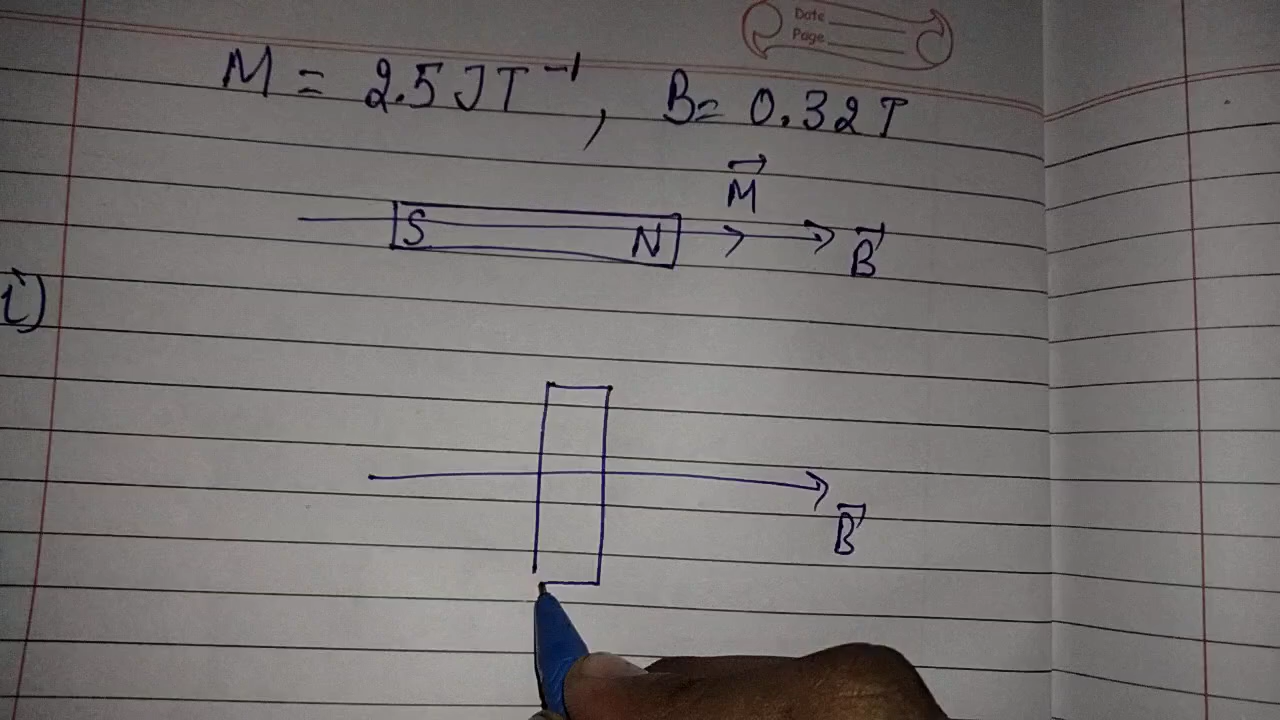 Date
Page
M = 2.5 JT⁻¹, B = 0.32 T
M⃗
S N B⃗
i)
B⃗